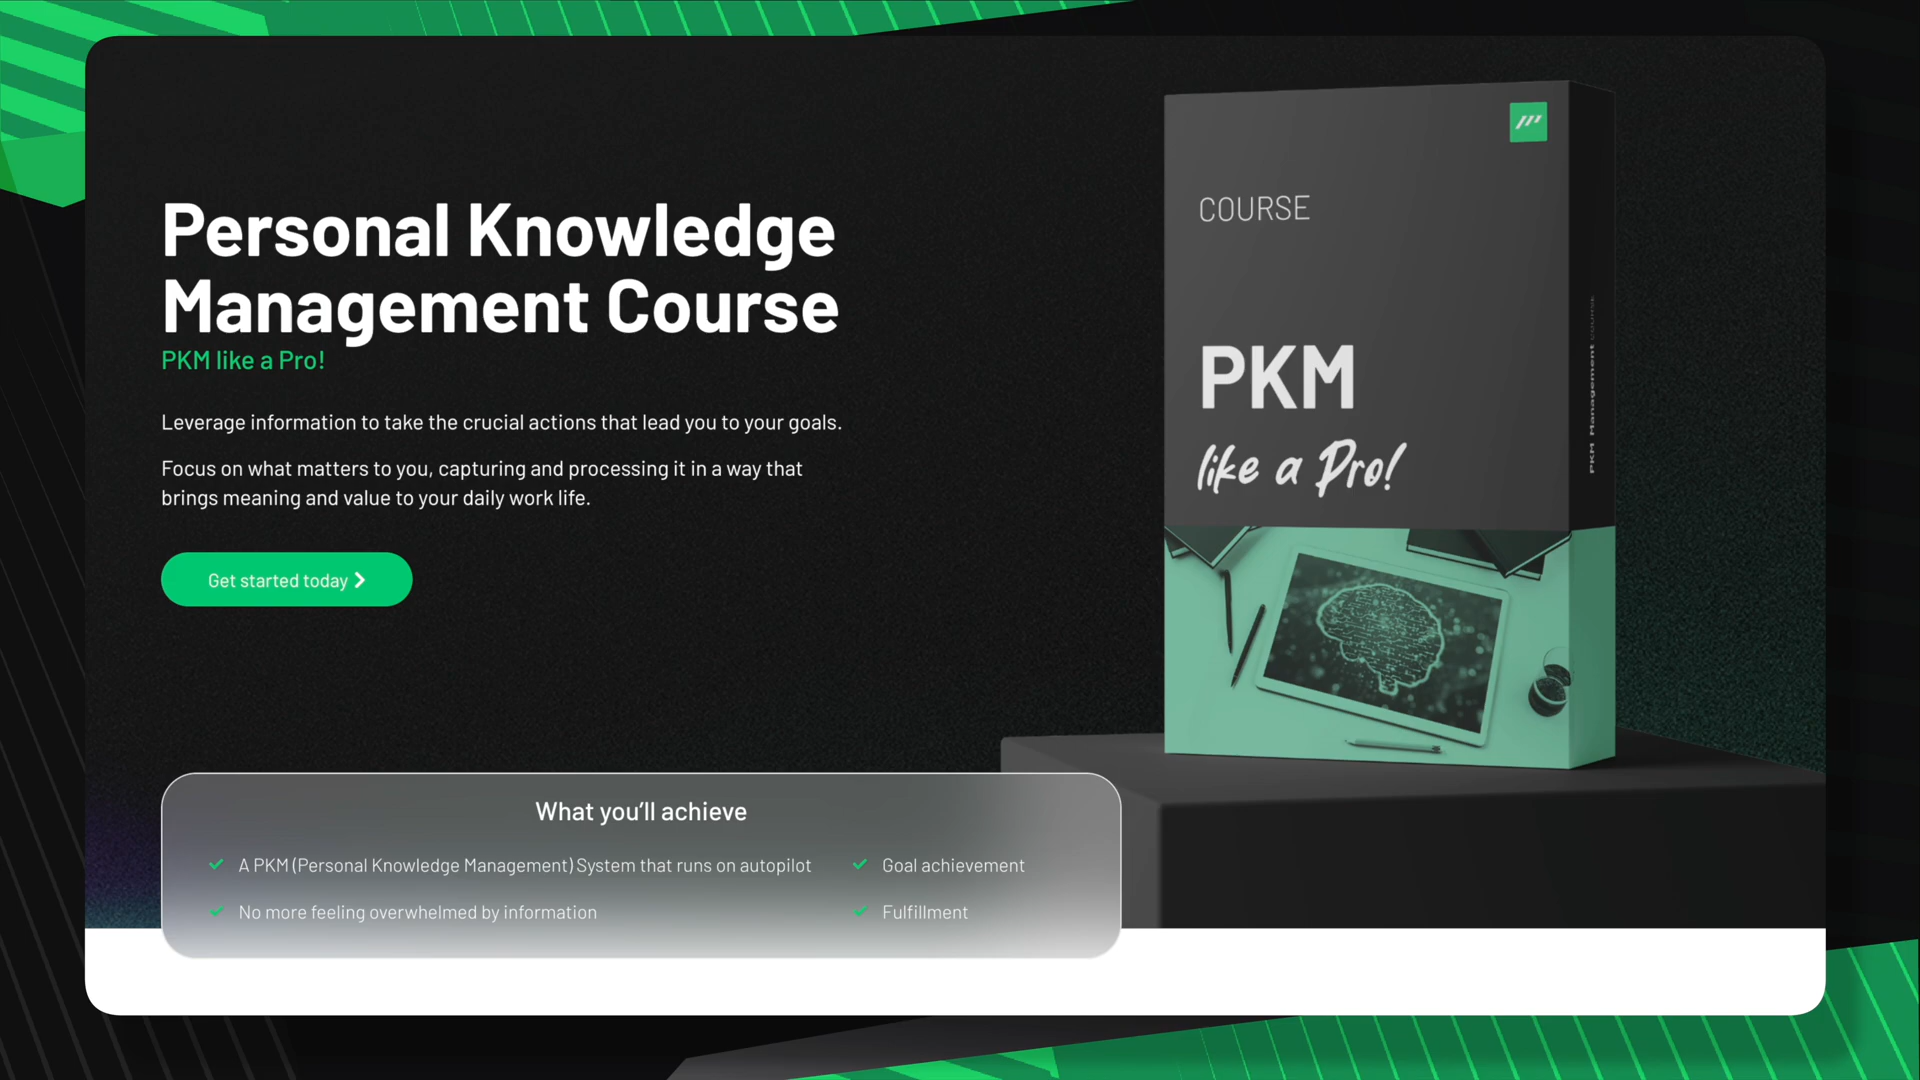 Personal Knowledge
Management Course
PKM like a Pro!
Leverage information to take the crucial actions that lead you to your goals.
Focus on what matters to you, capturing and processing it in a way that
brings meaning and value to your daily work life.
Get started today
What you’ll achieve
A PKM (Personal Knowledge Management) System that runs on autopilot
Goal achievement
No more feeling overwhelmed by information
Fulfillment
COURSE
PKM
like a Pro!
PKM Management COURSE